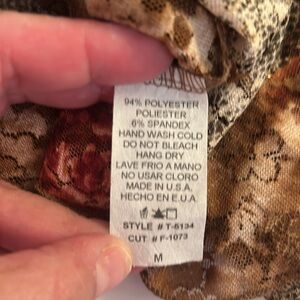 94% POLYESTER
POLIESTER
6% SPANDEX
HAND WASH COLD
DO NOT BLEACH
HANG DRY
LAVE FRIO A MANO
NO USAR CLORO
MADE IN U.S.A.
HECHO EN E.U.A.
STYLE # T-5134
CUT # F-1073
M